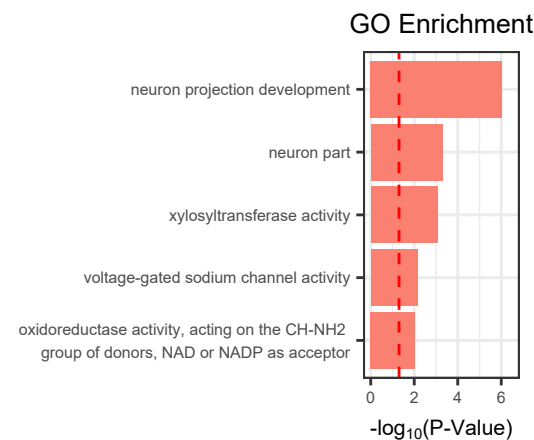 GO Enrichment
neuron projection development
neuron part
xylosyltransferase activity
voltage-gated sodium channel activity
oxidoreductase activity, acting on the CH-NH2
group of donors, NAD or NADP as acceptor
0 2 4 6
-log₁₀(P-Value)